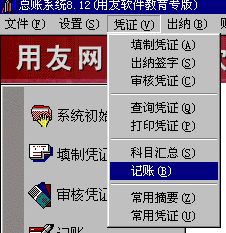 总账系统8.12(用友软件教育专版)
文件(F) 设置(S) 凭证(V) 出纳(B)
用友网
填制凭证(A)
出纳签字(S)
审核凭证(C)
查询凭证(Q)
打印凭证(P)
科目汇总(S)
记账(B)
常用摘要(Z)
常用凭证(U)
系统初始
填制凭证
审核凭证
记账